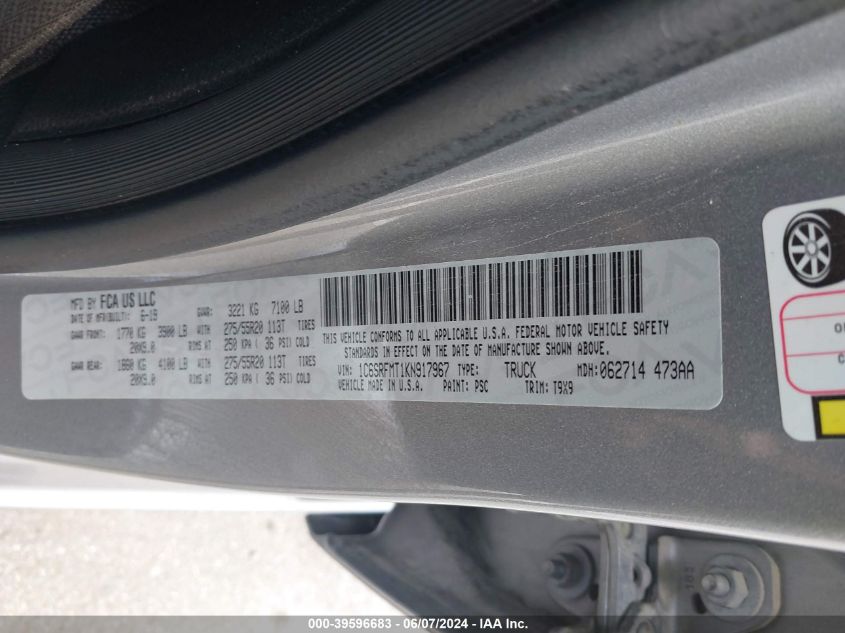 MFD BY FCA US LLC
DATE OF MFR(BUILT): 6-19 GVWR: 3221 KG 7100 LB
GAWR FRONT: 1770 KG 3900 LB WITH 275/55R20 113T TIRES
20X9.0 RIMS AT 250 KPA ( 36 PSI) COLD
GAWR REAR: 1860 KG 4100 LB WITH 275/55R20 113T TIRES
20X9.0 RIMS AT 250 KPA ( 36 PSI) COLD
THIS VEHICLE CONFORMS TO ALL APPLICABLE U.S.A. FEDERAL MOTOR VEHICLE SAFETY
STANDARDS IN EFFECT ON THE DATE OF MANUFACTURE SHOWN ABOVE.
VIN: 1C6SRFMT1KN917967 TYPE: TRUCK MDH: 062714 473AA
VEHICLE MADE IN U.S.A. PAINT: PSC TRIM: T9X9
000-39596683 / 06/07/2024 / IAA Inc.